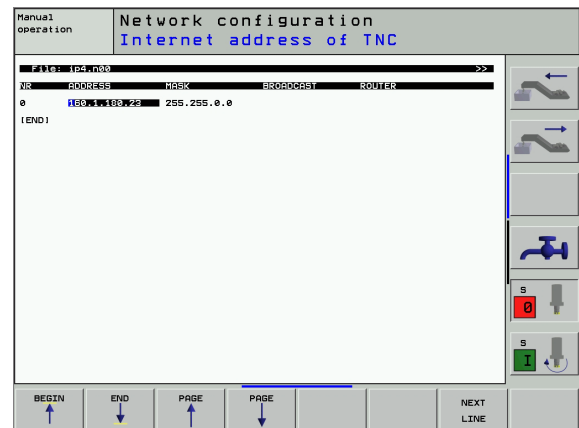 Manual
operation
Network configuration
Internet address of TNC
File: ip4.n00 >>
NR ADDRESS MASK BROADCAST ROUTER
0 160.1.180.23 255.255.0.0
[END]
S
0
S
I
BEGIN
END
PAGE
PAGE
NEXT
LINE